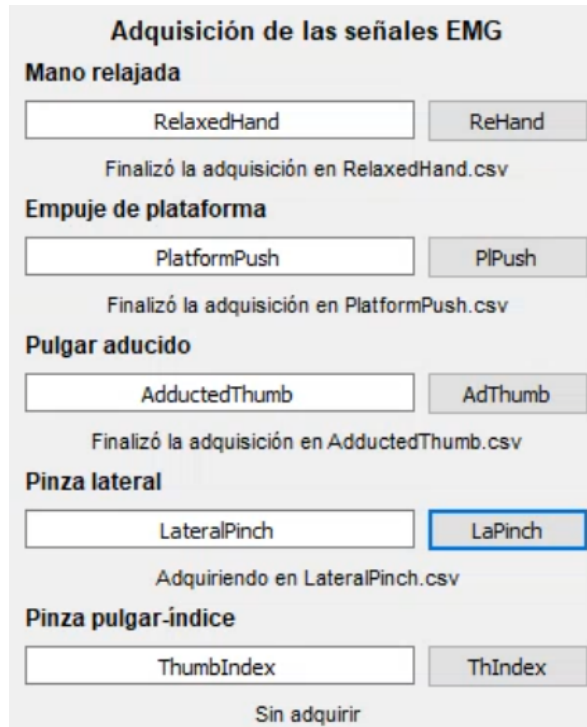 Adquisición de las señales EMG
Mano relajada
RelaxedHand ReHand
Finalizó la adquisición en RelaxedHand.csv
Empuje de plataforma
PlatformPush PlPush
Finalizó la adquisición en PlatformPush.csv
Pulgar aducido
AdductedThumb AdThumb
Finalizó la adquisición en AdductedThumb.csv
Pinza lateral
LateralPinch LaPinch
Adquiriendo en LateralPinch.csv
Pinza pulgar-índice
ThumbIndex ThIndex
Sin adquirir